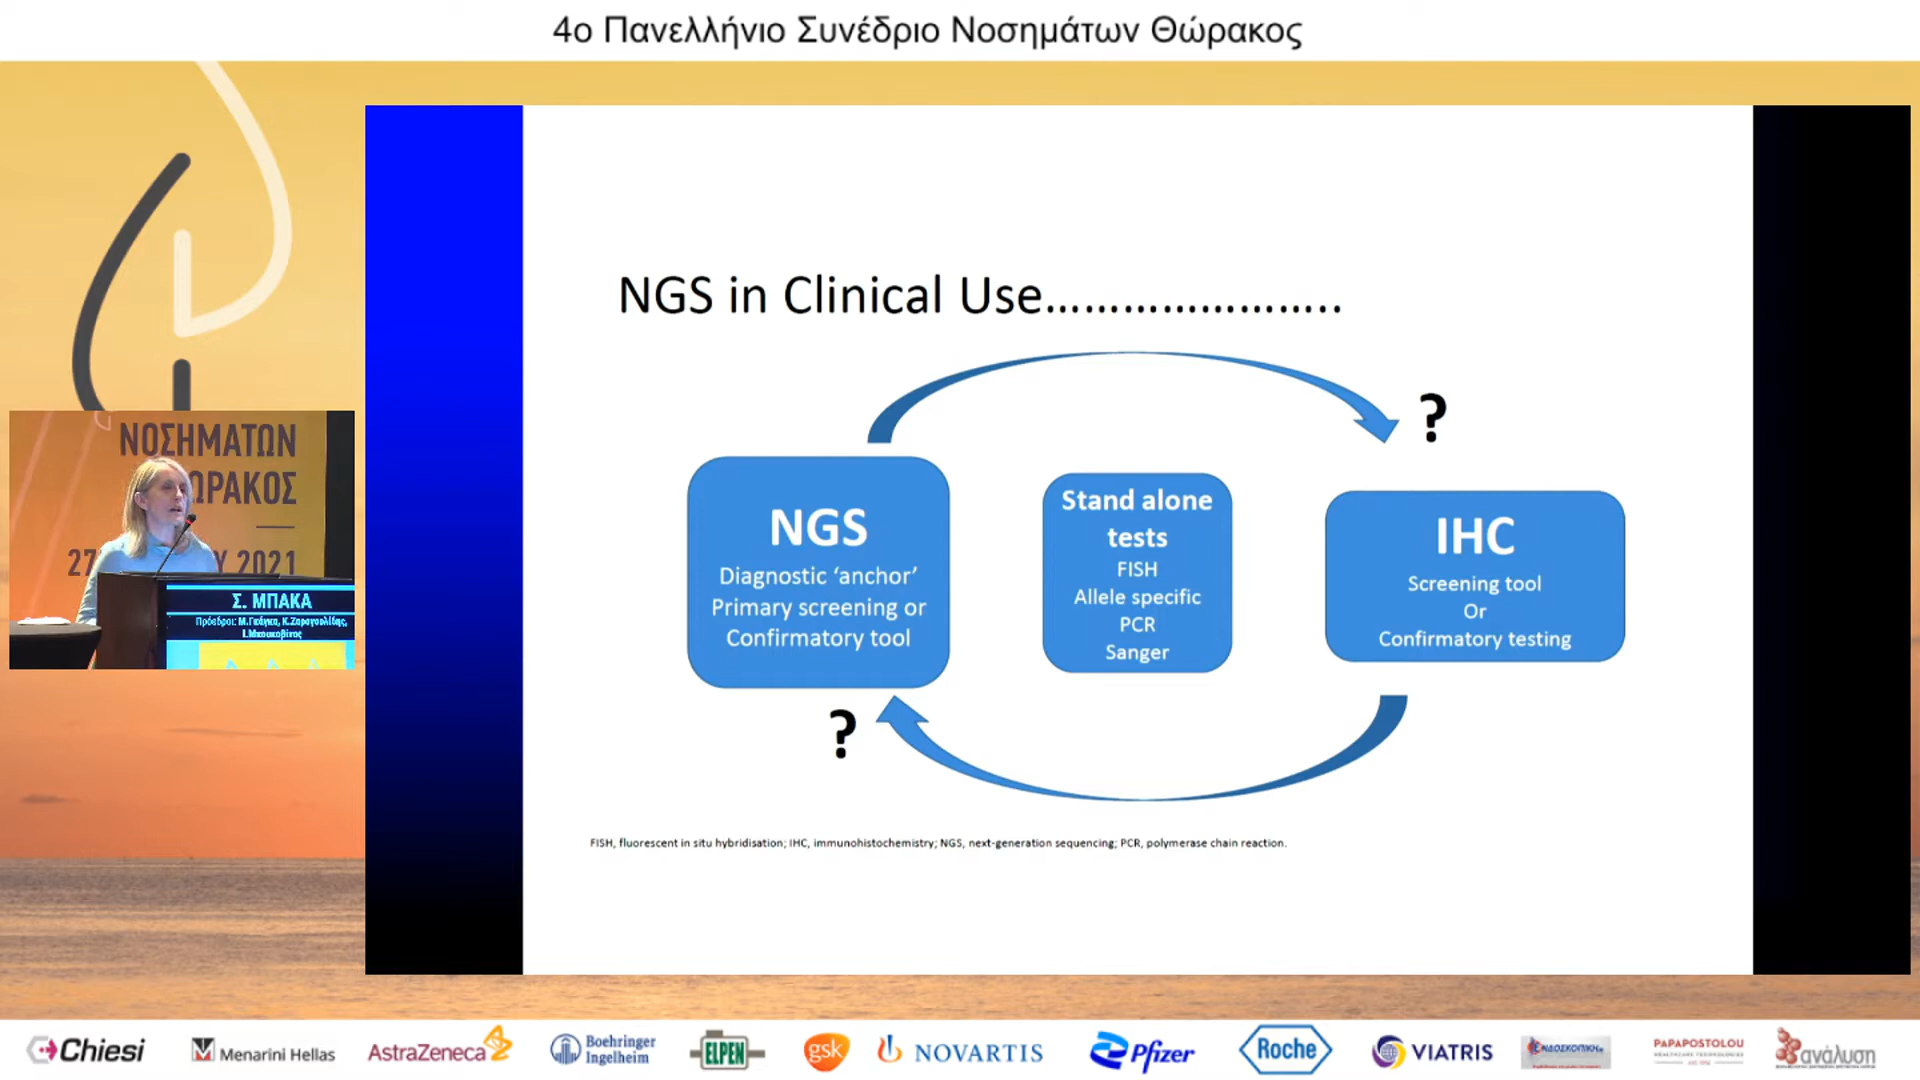 4ο Πανελλήνιο Συνέδριο Νοσημάτων Θώρακος
NGS in Clinical Use…………………..
?
NGS
Diagnostic ‘anchor’
Primary screening or
Confirmatory tool
Stand alone
tests
FISH
Allele specific
PCR
Sanger
IHC
Screening tool
Or
Confirmatory testing
?
FISH, fluorescent in situ hybridisation; IHC, immunohistochemistry; NGS, next-generation sequencing; PCR, polymerase chain reaction.
ΝΟΣΗΜΑΤΩΝ
ΩΡΑΚΟΣ
27 Υ 2021
Σ. ΜΠΑΚΑ
Πρόεδροι: Μ.Γκάγκα, Κ.Ζαρογουλίδης,
Ι.Μπουκοβίνας
Chiesi
Menarini Hellas
AstraZeneca
Boehringer
Ingelheim
ELPEN
gsk
NOVARTIS
Pfizer
Roche
VIATRIS
ΕΝΔΟΣΚΟΠΙΚΗ
PAPAPOSTOLOU
ανάλυση